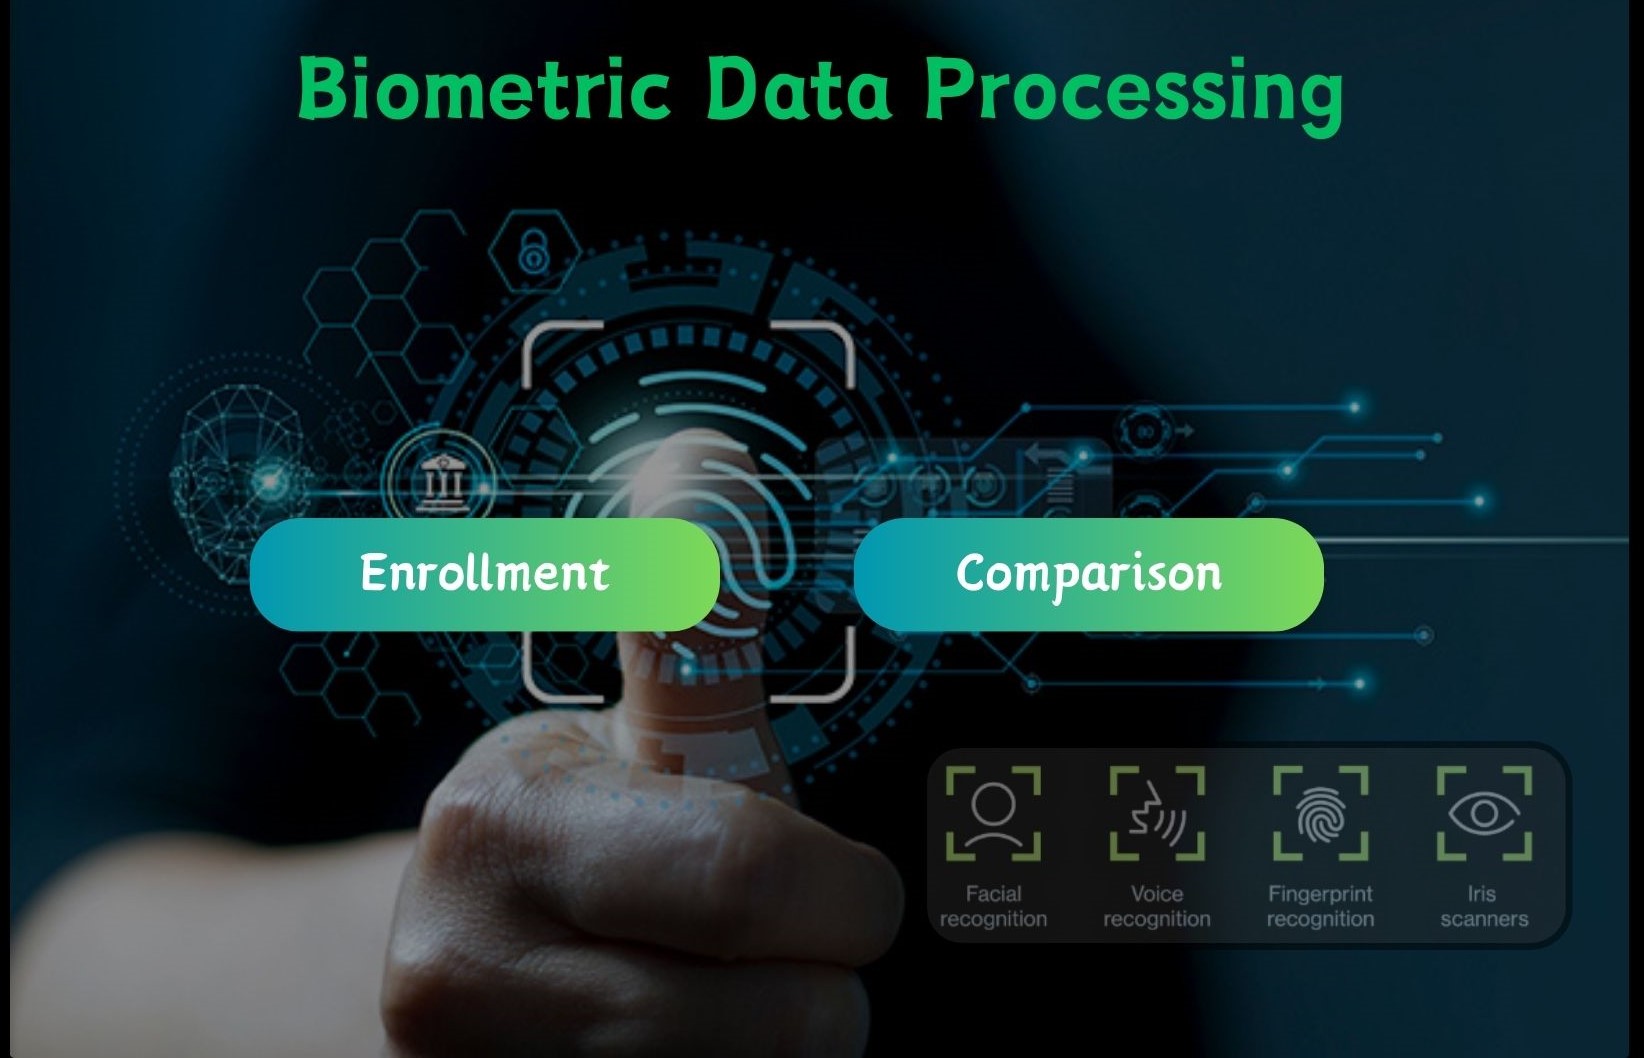 Biometric Data Processing
Enrollment
Comparison
Facial
recognition
Voice
recognition
Fingerprint
recognition
Iris
scanners